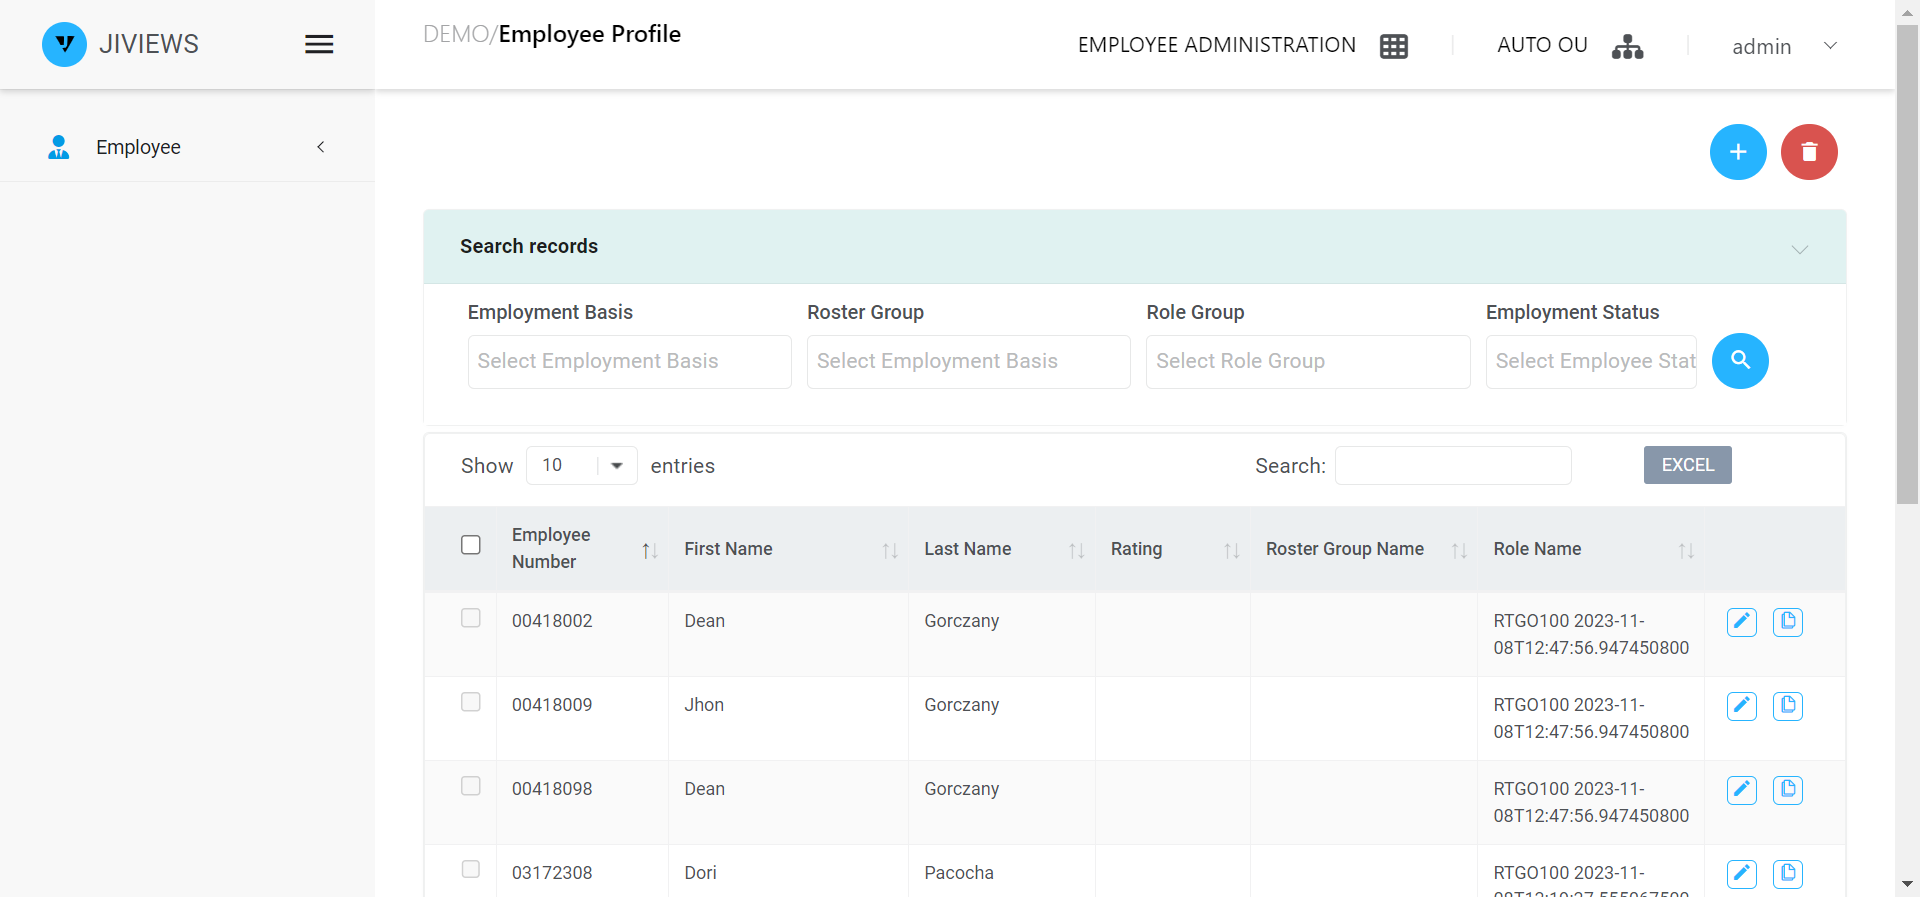 JIVIEWS
DEMO/Employee Profile
EMPLOYEE ADMINISTRATION
AUTO OU
admin
Employee
Search records
Employment Basis
Roster Group
Role Group
Employment Status
Select Employment Basis
Select Employment Basis
Select Role Group
Select Employee Stat
Show 10 entries
Search:
EXCEL
Employee
Number
First Name
Last Name
Rating
Roster Group Name
Role Name
00418002 Dean Gorczany RTGO100 2023-11-
08T12:47:56.947450800
00418009 Jhon Gorczany RTGO100 2023-11-
08T12:47:56.947450800
00418098 Dean Gorczany RTGO100 2023-11-
08T12:47:56.947450800
03172308 Dori Pacocha RTGO100 2023-11-